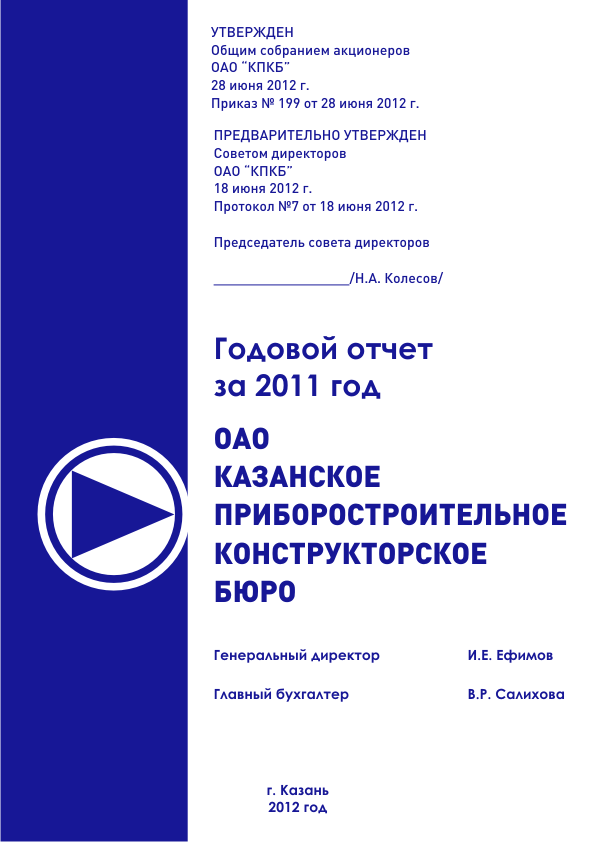 УТВЕРЖДЕН
Общим собранием акционеров
ОАО “КПКБ”
28 июня 2012 г.
Приказ № 199 от 28 июня 2012 г.
ПРЕДВАРИТЕЛЬНО УТВЕРЖДЕН
Советом директоров
ОАО “КПКБ”
18 июня 2012 г.
Протокол №7 от 18 июня 2012 г.
Председатель совета директоров
___________________/Н.А. Колесов/
Годовой отчет
за 2011 год
ОАО
КАЗАНСКОЕ
ПРИБОРОСТРОИТЕЛЬНОЕ
КОНСТРУКТОРСКОЕ
БЮРО
Генеральный директор И.Е. Ефимов
Главный бухгалтер В.Р. Салихова
г. Казань
2012 год